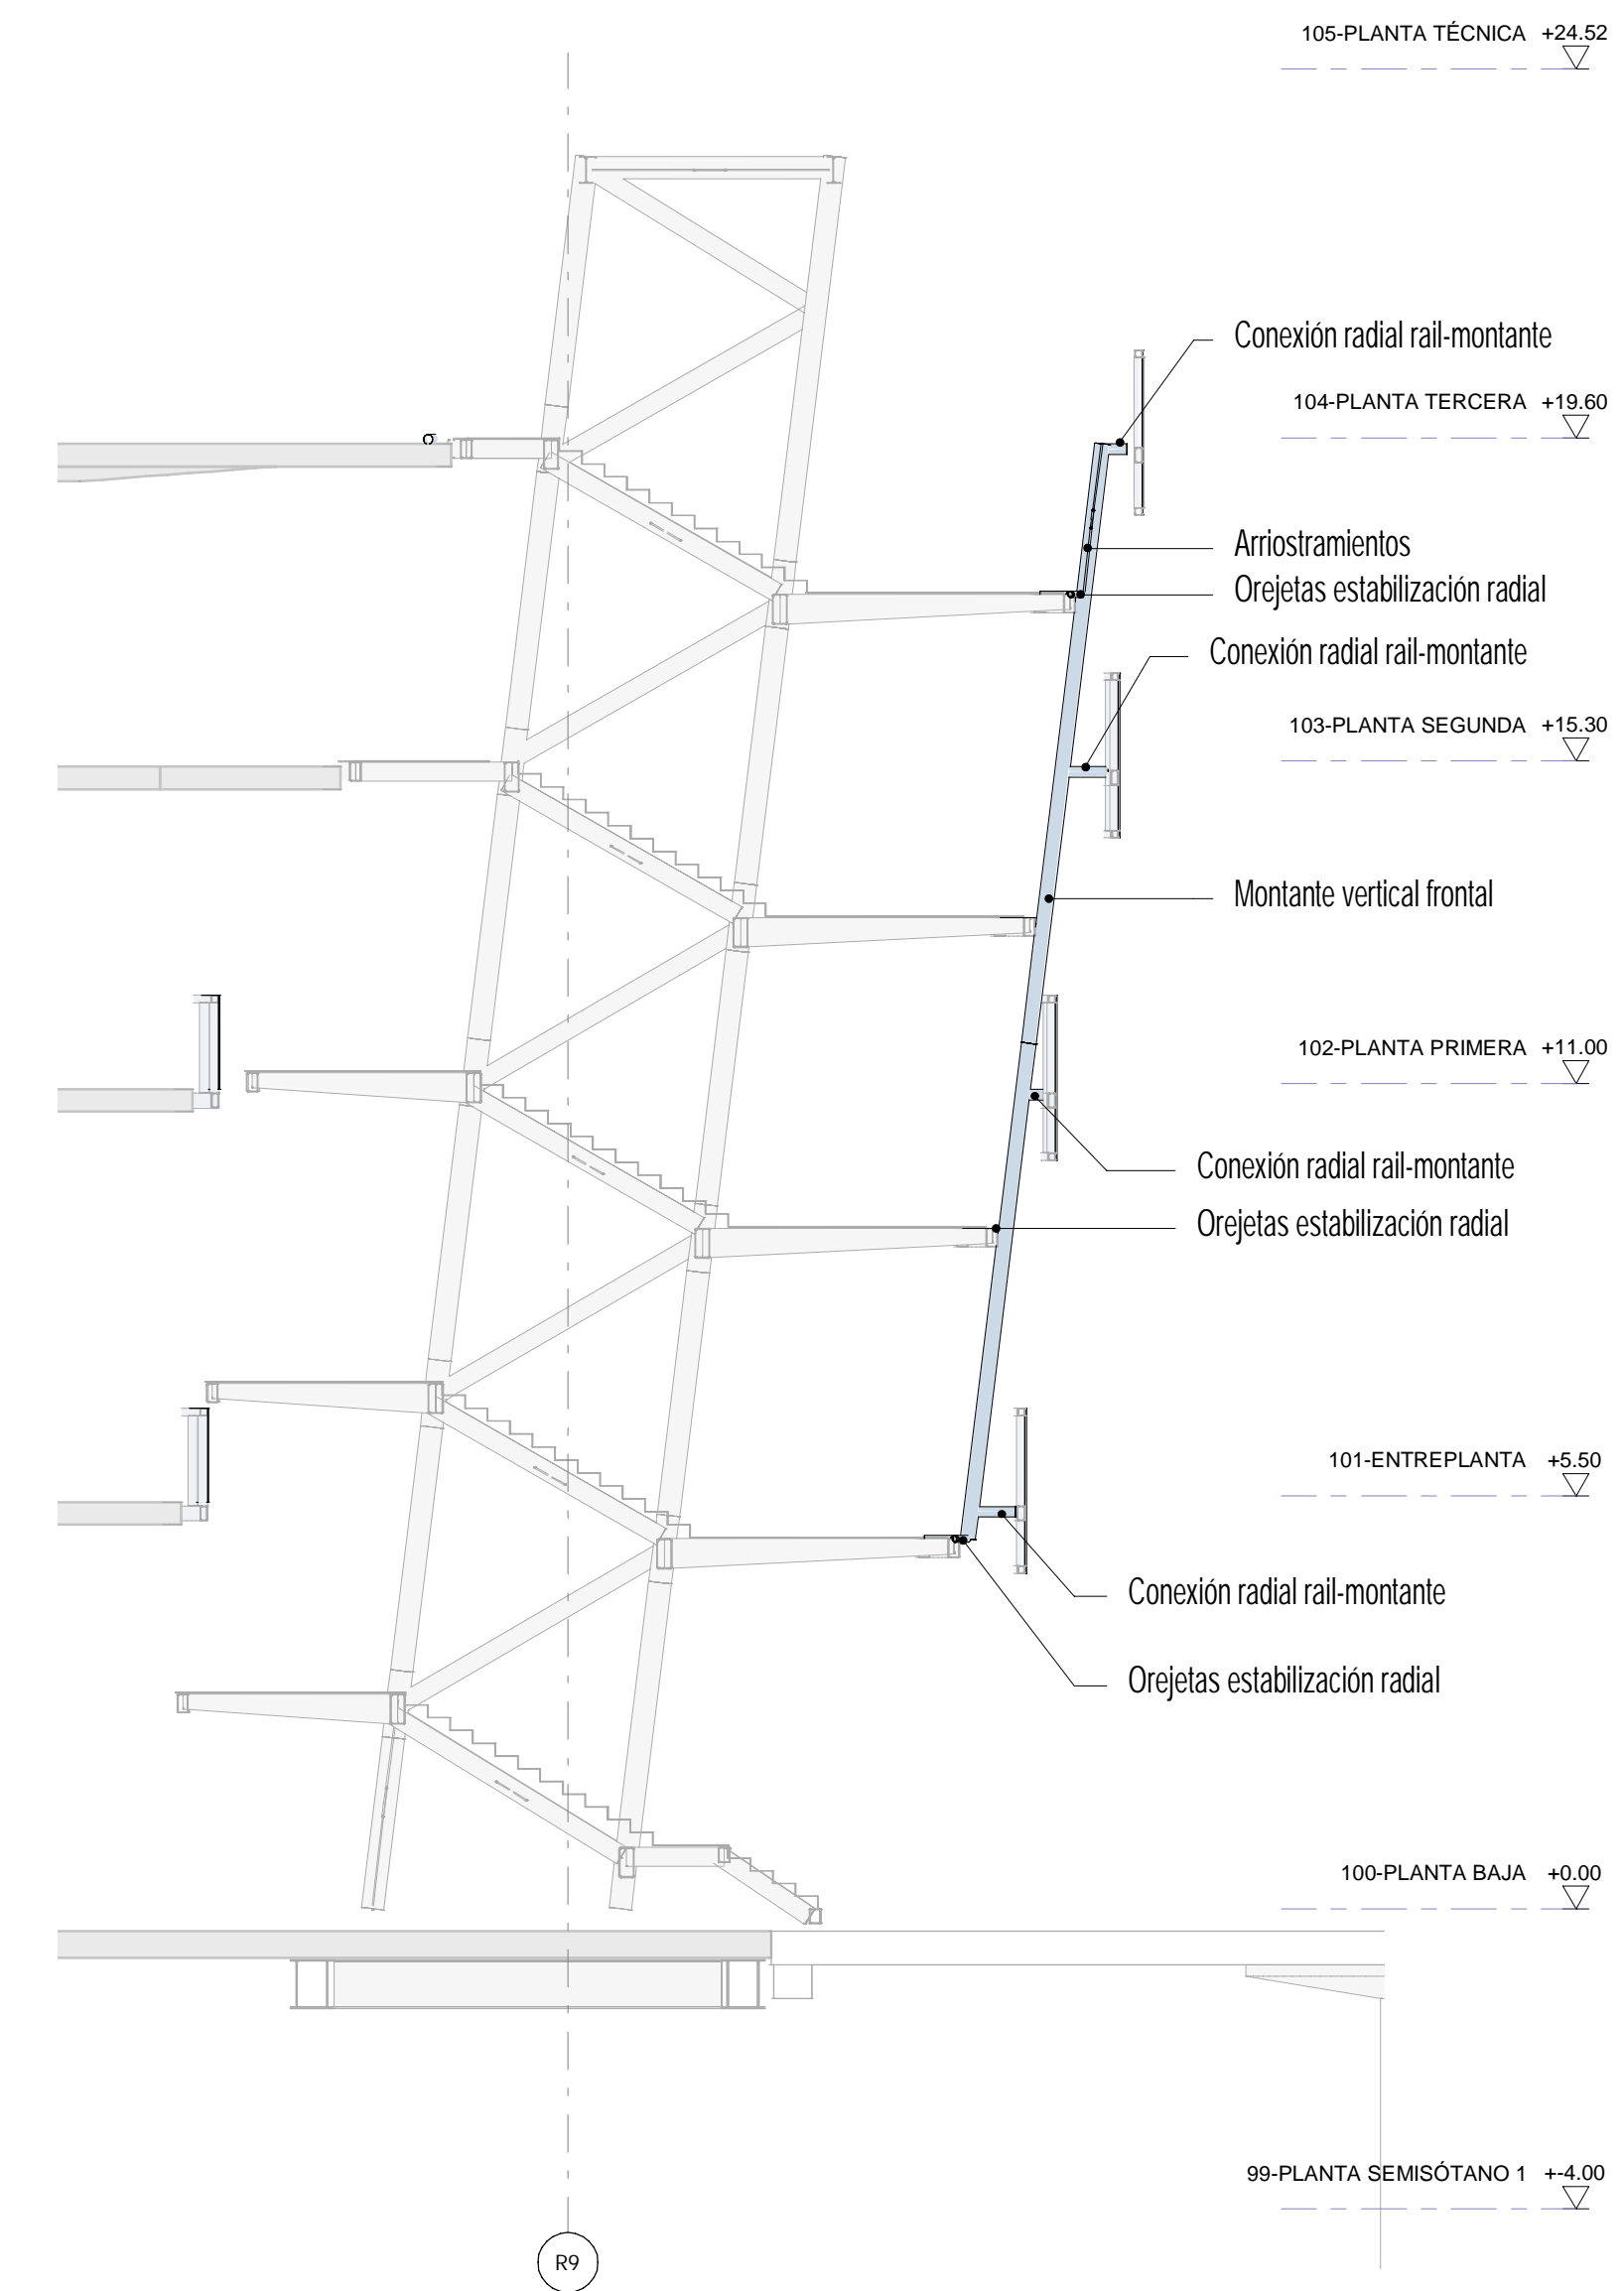 105-PLANTA TÉCNICA +24.52
Conexión radial rail-montante
104-PLANTA TERCERA +19.60
Arriostramientos
Orejetas estabilización radial
Conexión radial rail-montante
103-PLANTA SEGUNDA +15.30
Montante vertical frontal
102-PLANTA PRIMERA +11.00
Conexión radial rail-montante
Orejetas estabilización radial
101-ENTREPLANTA +5.50
Conexión radial rail-montante
Orejetas estabilización radial
100-PLANTA BAJA +0.00
99-PLANTA SEMISÓTANO 1 +-4.00
R9